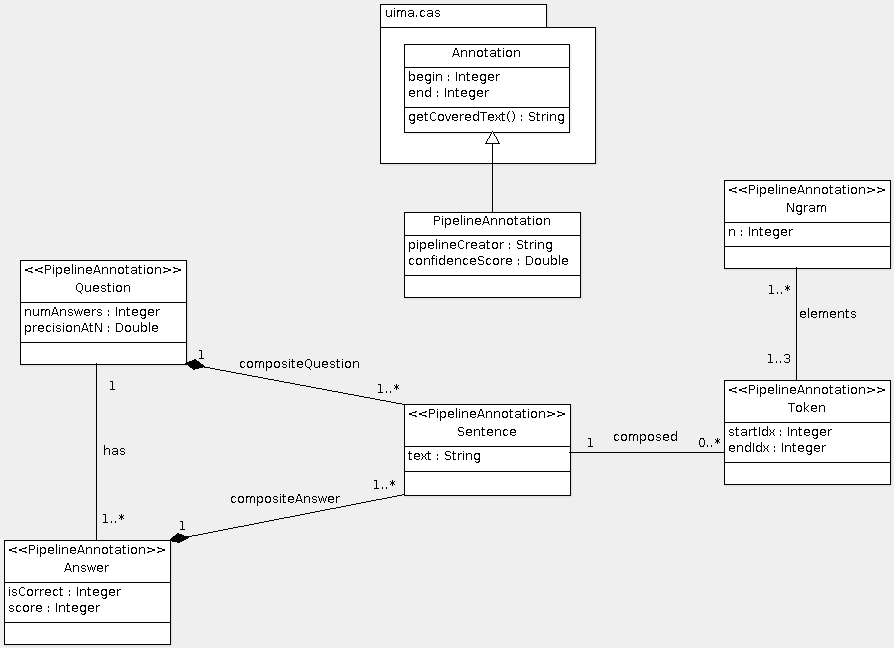 uima.cas
Annotation
begin : Integer
end : Integer
getCoveredText() : String
PipelineAnnotation
pipelineCreator : String
confidenceScore : Double
<<PipelineAnnotation>>
Ngram
n : Integer
1..*
elements
1..3
<<PipelineAnnotation>>
Question
numAnswers : Integer
precisionAtN : Double
1
compositeQuestion
1..*
1
has
1..*
<<PipelineAnnotation>>
Sentence
text : String
1
composed
0..*
<<PipelineAnnotation>>
Token
startIdx : Integer
endIdx : Integer
1..*
compositeAnswer
1
<<PipelineAnnotation>>
Answer
isCorrect : Integer
score : Integer